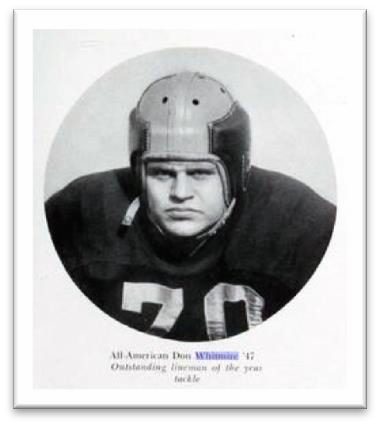 70
All-American Don Whitmire '47
Outstanding lineman of the year
tackle